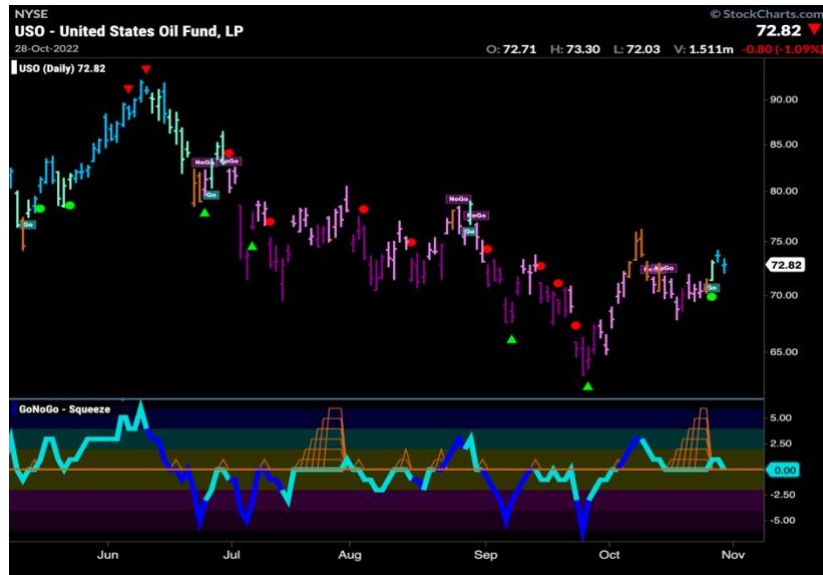 NYSE
© StockCharts.com
USO - United States Oil Fund, LP
72.82
28-Oct-2022
O: 72.71 H: 73.30 L: 72.03 V: 1.511m -0.80 (-1.09%)
USO (Daily) 72.82
90.00
85.00
NoGo
NoGo
80.00
Go
NoGo
NoGo
Go
Go
75.00
72.82
NoGo
70.00
Go
65.00
GoNoGo - Squeeze
5.00
2.50
0.00
-2.50
-5.00
Jun Jul Aug Sep Oct Nov